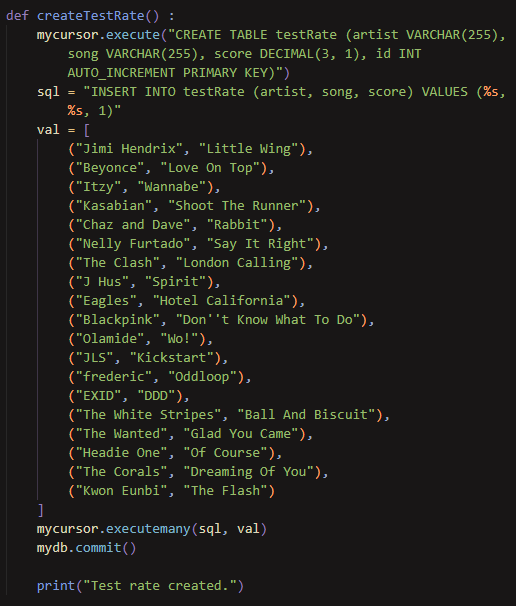 def createTestRate() :
mycursor.execute("CREATE TABLE testRate (artist VARCHAR(255),
song VARCHAR(255), score DECIMAL(3, 1), id INT
AUTO_INCREMENT PRIMARY KEY)")
sql = "INSERT INTO testRate (artist, song, score) VALUES (%s,
%s, 1)"
val = [
("Jimi Hendrix", "Little Wing"),
("Beyonce", "Love On Top"),
("Itzy", "Wannabe"),
("Kasabian", "Shoot The Runner"),
("Chaz and Dave", "Rabbit"),
("Nelly Furtado", "Say It Right"),
("The Clash", "London Calling"),
("J Hus", "Spirit"),
("Eagles", "Hotel California"),
("Blackpink", "Don''t Know What To Do"),
("Olamide", "Wo!"),
("JLS", "Kickstart"),
("frederic", "Oddloop"),
("EXID", "DDD"),
("The White Stripes", "Ball And Biscuit"),
("The Wanted", "Glad You Came"),
("Headie One", "Of Course"),
("The Corals", "Dreaming Of You"),
("Kwon Eunbi", "The Flash")
]
mycursor.executemany(sql, val)
mydb.commit()
print("Test rate created.")